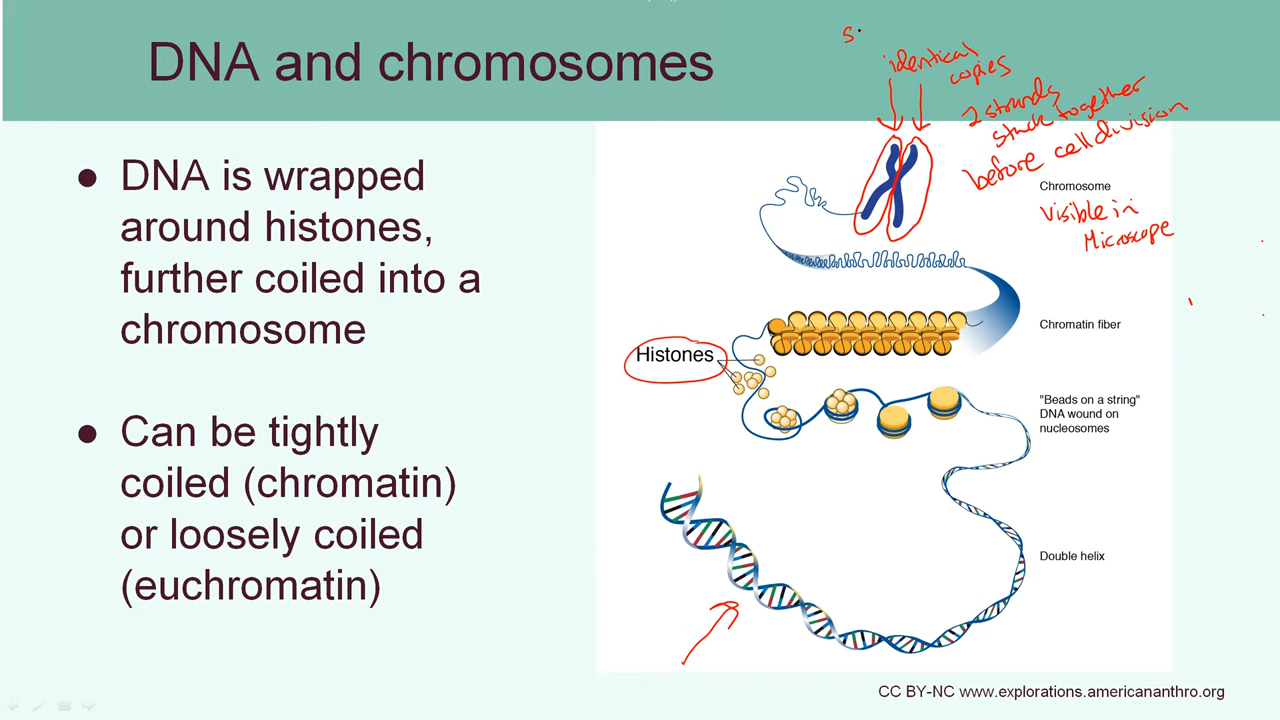 DNA and chromosomes
S
identical
copies
2 strands
stuck together
before cell division
● DNA is wrapped
around histones,
further coiled into a
chromosome
● Can be tightly
coiled (chromatin)
or loosely coiled
(euchromatin)
Chromosome
Visible in
Microscope
Chromatin fiber
Histones
"Beads on a string"
DNA wound on
nucleosomes
Double helix
CC BY-NC www.explorations.americananthro.org